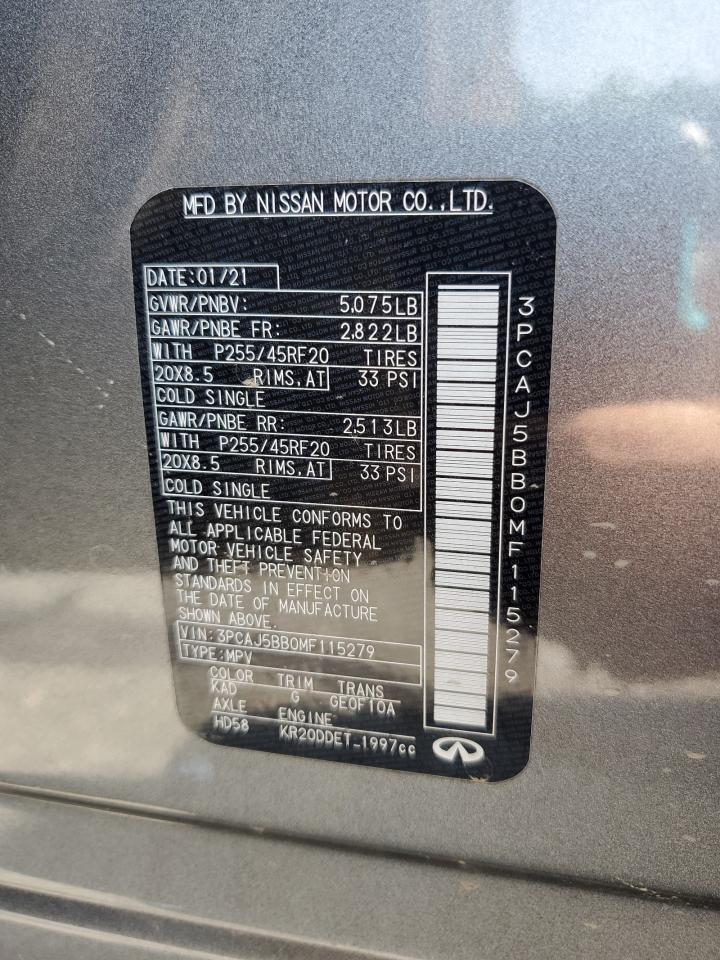 MFD BY NISSAN MOTOR CO.,LTD.
DATE:01/21
GVWR/PNBV: 5,075LB
GAWR/PNBE FR: 2,822LB
WITH P255/45RF20 TIRES
20X8.5 RIMS,AT 33 PSI
COLD SINGLE
GAWR/PNBE RR: 2,513LB
WITH P255/45RF20 TIRES
20X8.5 RIMS,AT 33 PSI
COLD SINGLE
THIS VEHICLE CONFORMS TO
ALL APPLICABLE FEDERAL
MOTOR VEHICLE SAFETY
AND THEFT PREVENTION
STANDARDS IN EFFECT ON
THE DATE OF MANUFACTURE
SHOWN ABOVE.
VIN:3PCAJ5BB0MF115279
TYPE:MPV
COLOR TRIM TRANS
KAD G GE0F10A
AXLE ENGINE
HD58 KR20DDET-1997cc
3PCAJ5BB0MF115279